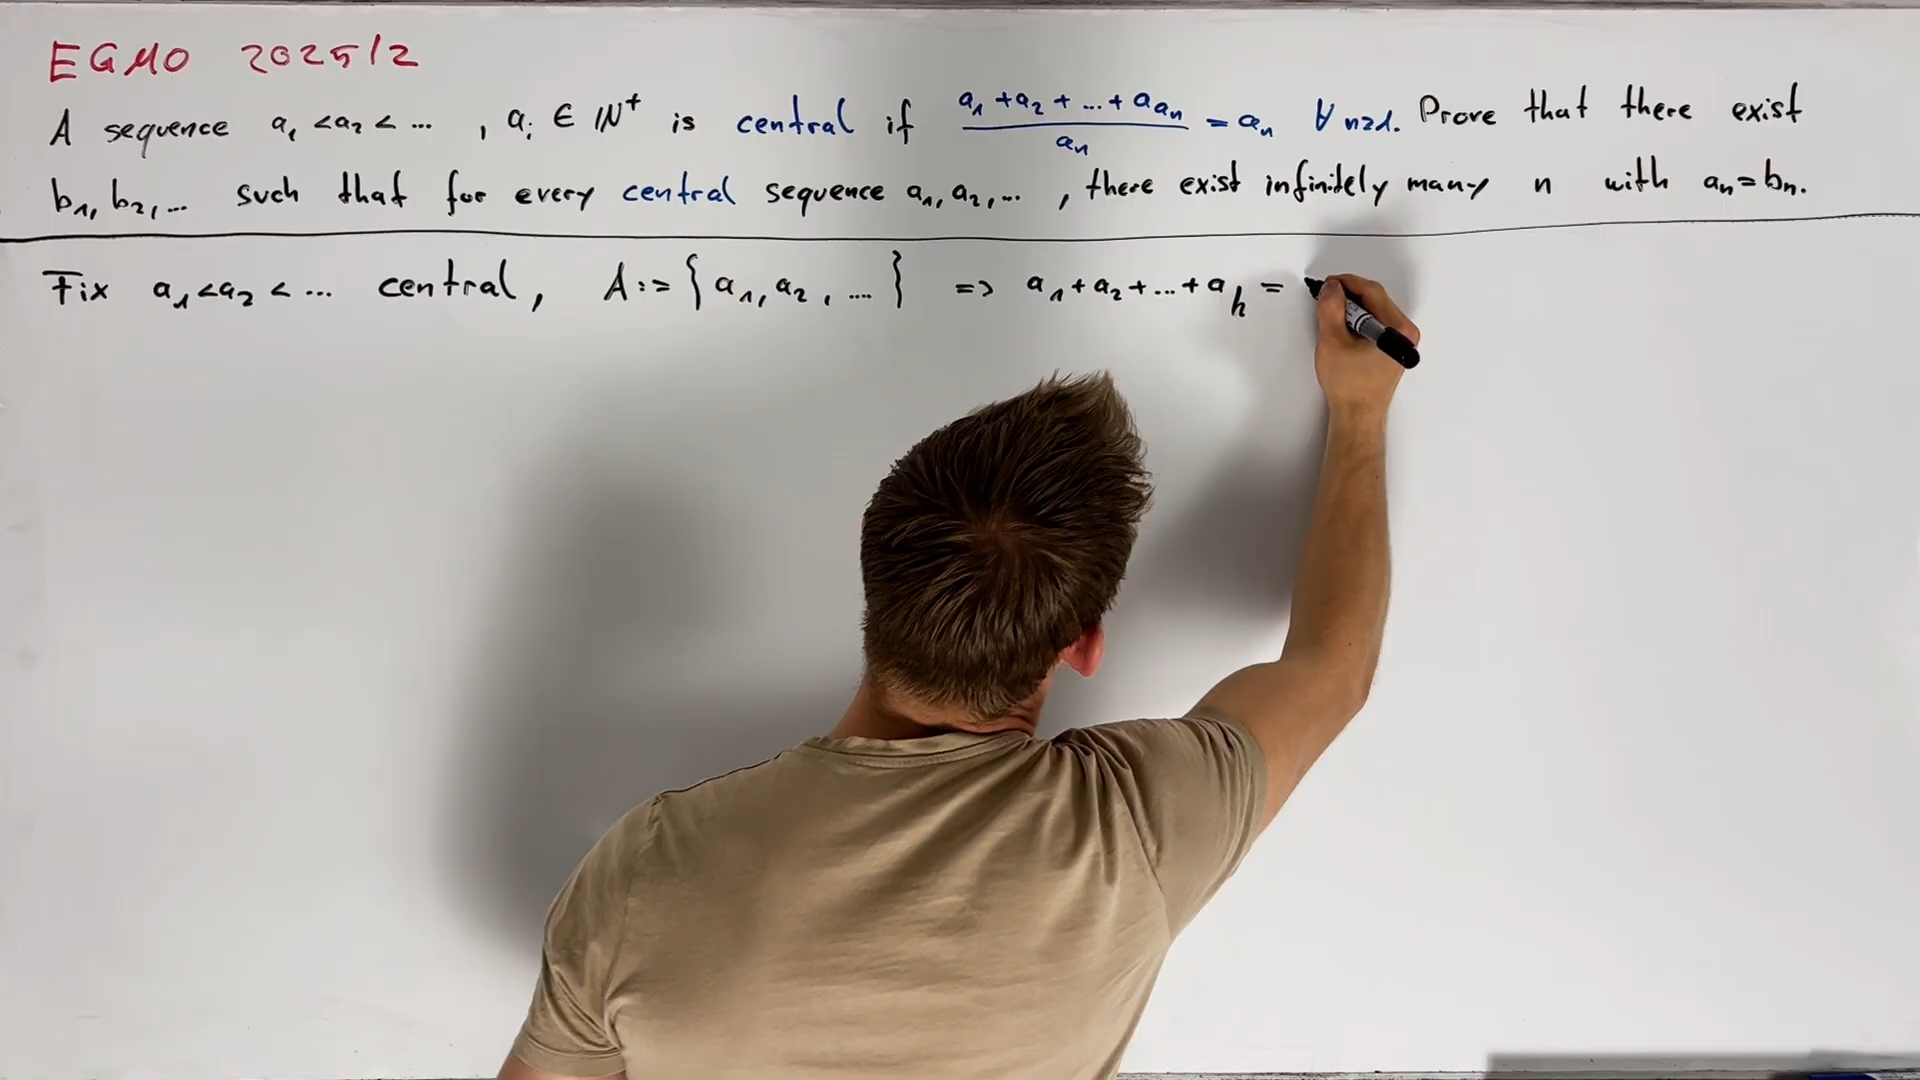 EGMO 2025/2
A sequence a₁ < a₂ < ... , aᵢ ∈ ℕ⁺ is central if (a₁ + a₂ + ... + a_{aₙ})/aₙ = aₙ ∀ n≥1. Prove that there exist
b₁, b₂, ... such that for every central sequence a₁, a₂, ... , there exist infinitely many n with aₙ = bₙ.
Fix a₁ < a₂ < ... central, A := {a₁, a₂, ....} => a₁ + a₂ + ... + aₕ =